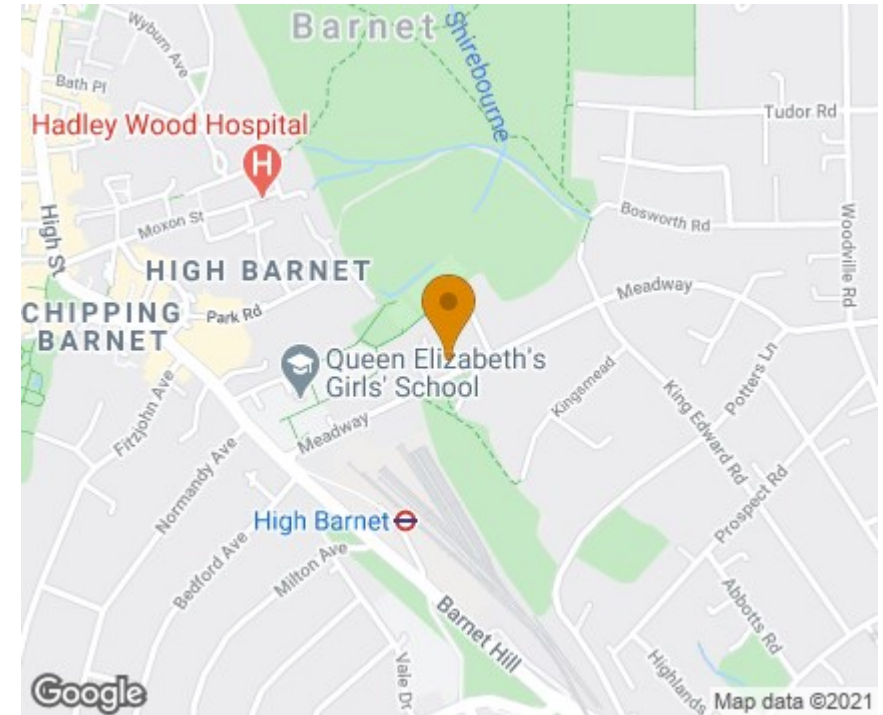 Barnet
Shirebourne
Wyburn Ave
Bath Pl
Tudor Rd
Hadley Wood Hospital
H
Moxon St
Bosworth Rd
High St
Woodville Rd
HIGH BARNET
Meadway
CHIPPING
BARNET
Park Rd
Queen Elizabeth's
Girls' School
Potters Ln
Kingsmead
King Edward Rd
Fitzjohn Ave
Meadway
Normandy Ave
Prospect Rd
High Barnet
Bedford Ave
Milton Ave
Abbotts Rd
Barnet Hill
Vale Dr
Highlands
Google
Map data ©2021